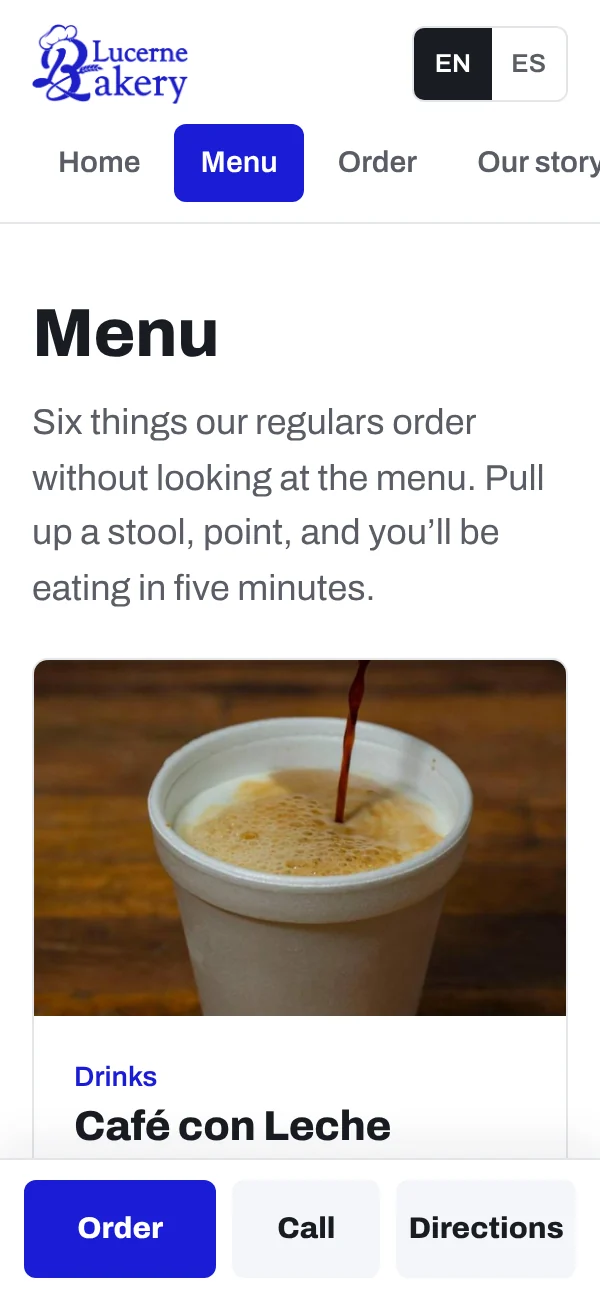 Lucerne
Bakery
EN ES
Home Menu Order Our story
Menu
Six things our regulars order
without looking at the menu. Pull
up a stool, point, and you’ll be
eating in five minutes.
Drinks
Café con Leche
Order Call Directions